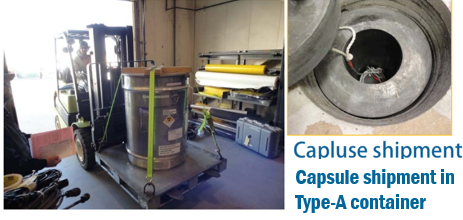 Capluse shipment
Capsule shipment in
Type-A container